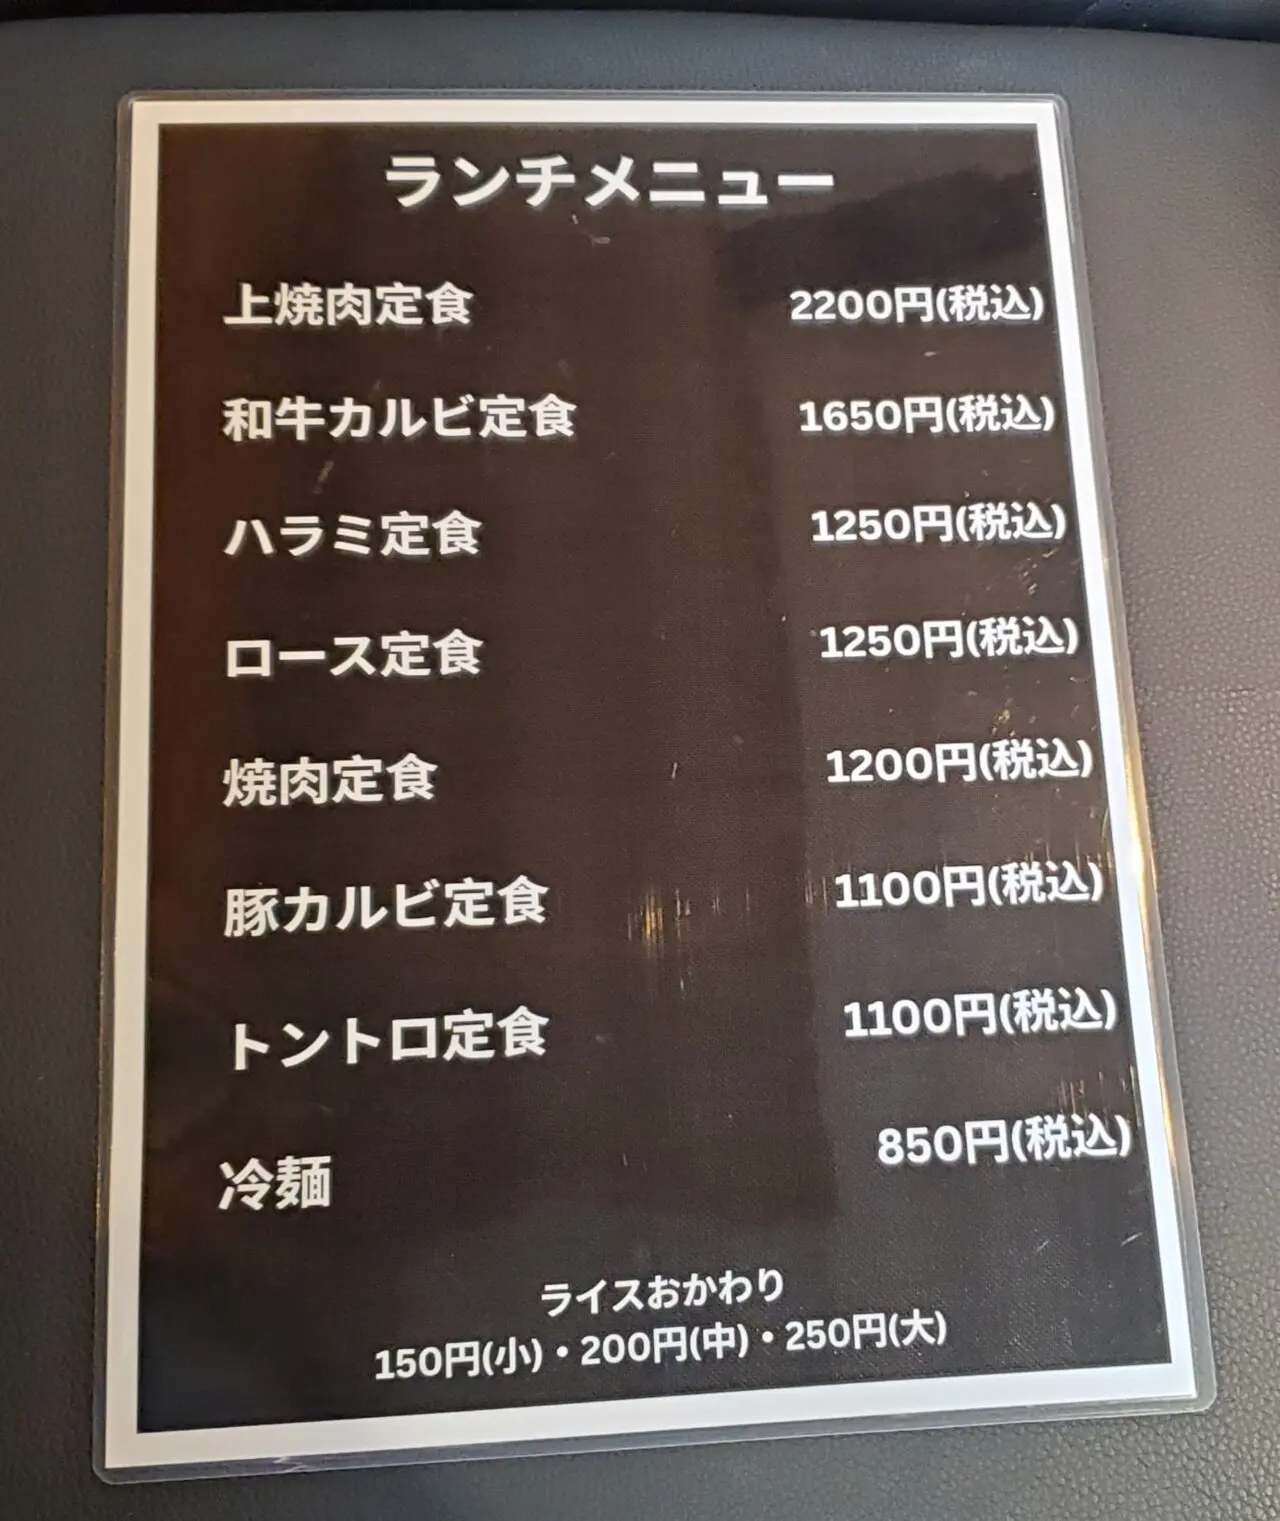 ランチメニュー
上焼肉定食 2200円(税込)
和牛カルビ定食 1650円(税込)
ハラミ定食 1250円(税込)
ロース定食 1250円(税込)
焼肉定食 1200円(税込)
豚カルビ定食 1100円(税込)
トントロ定食 1100円(税込)
冷麺 850円(税込)
ライスおかわり
150円(小)・200円(中)・250円(大)